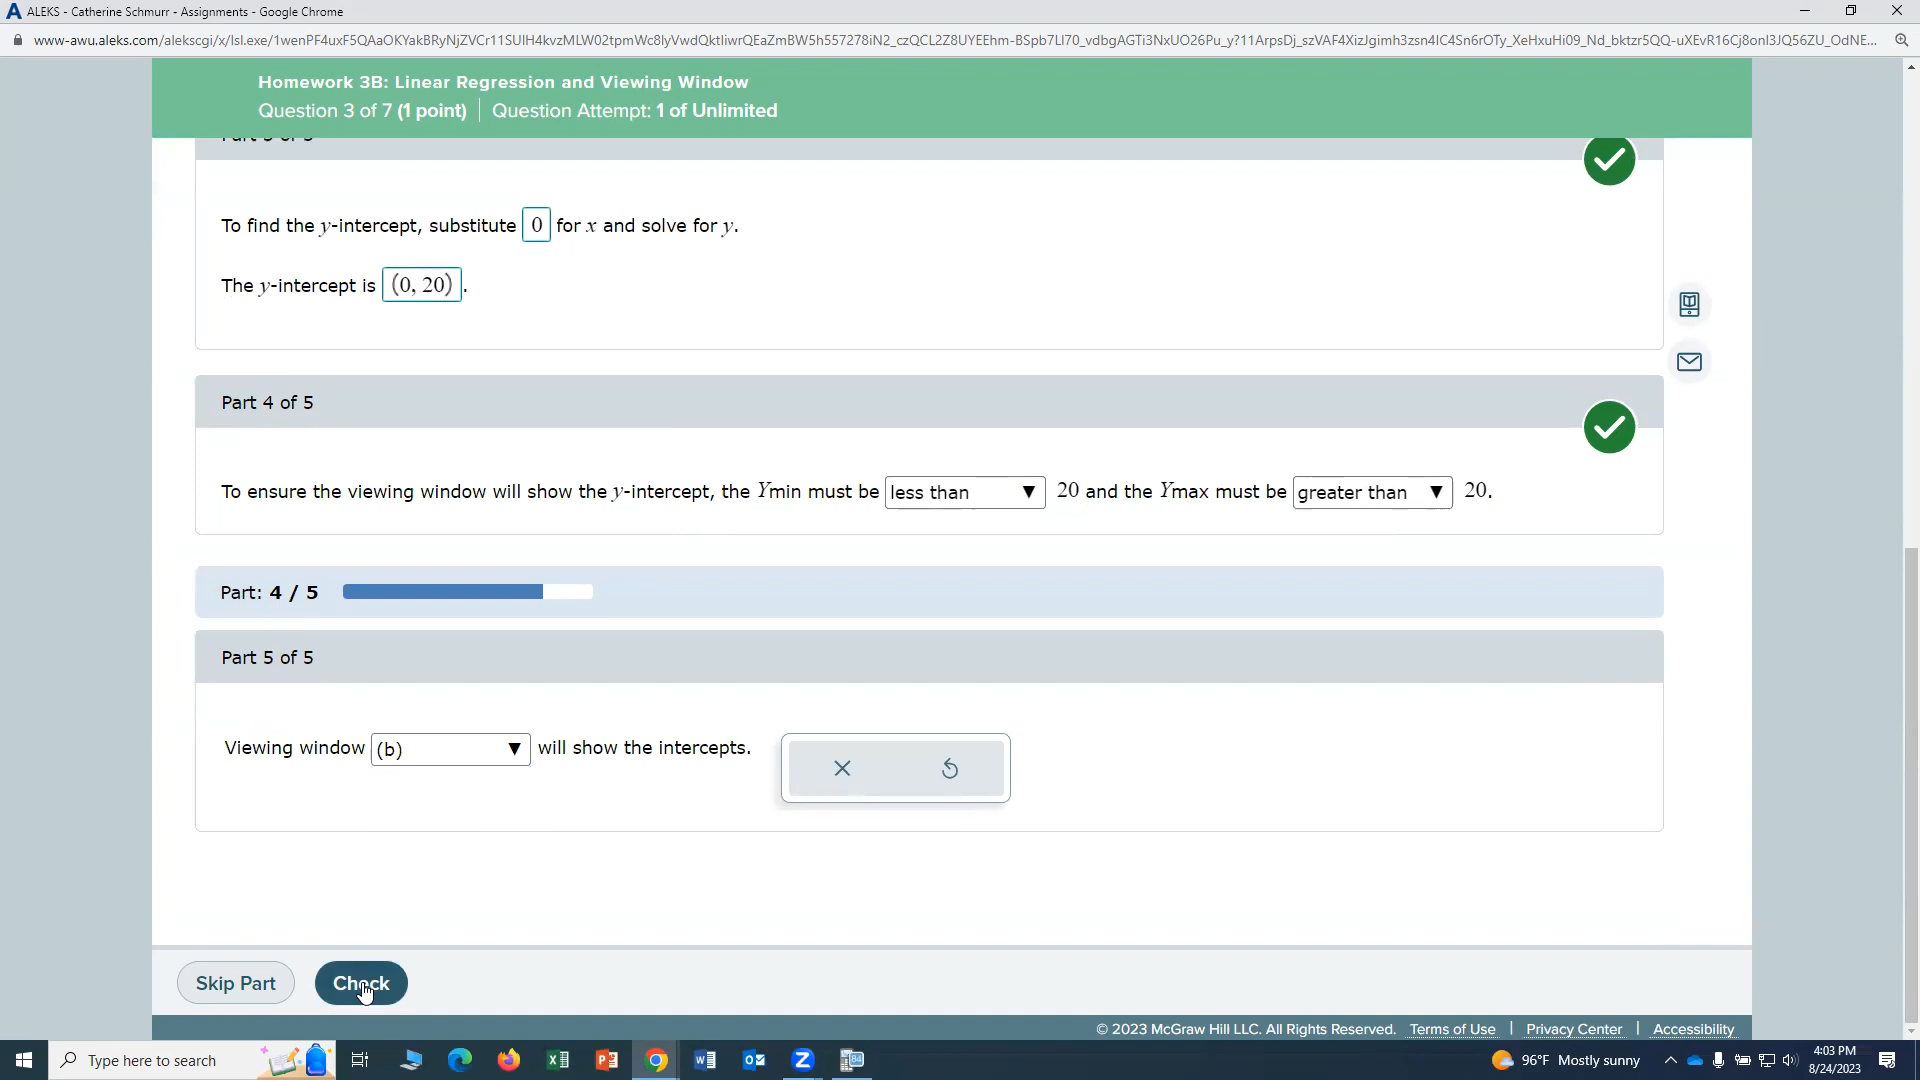 ALEKS - Catherine Schmurr - Assignments - Google Chrome
Homework 3B: Linear Regression and Viewing Window
Question 3 of 7 (1 point) Question Attempt: 1 of Unlimited
To find the y-intercept, substitute 0 for x and solve for y.
The y-intercept is (0, 20).
Part 4 of 5
To ensure the viewing window will show the y-intercept, the Ymin must be less than ▼ 20 and the Ymax must be greater than ▼ 20.
Part: 4 / 5
Part 5 of 5
Viewing window (b) ▼ will show the intercepts.
Skip Part
Check
© 2023 McGraw Hill LLC. All Rights Reserved. Terms of Use | Privacy Center | Accessibility
Type here to search
84
96°F Mostly sunny
4:03 PM
8/24/2023